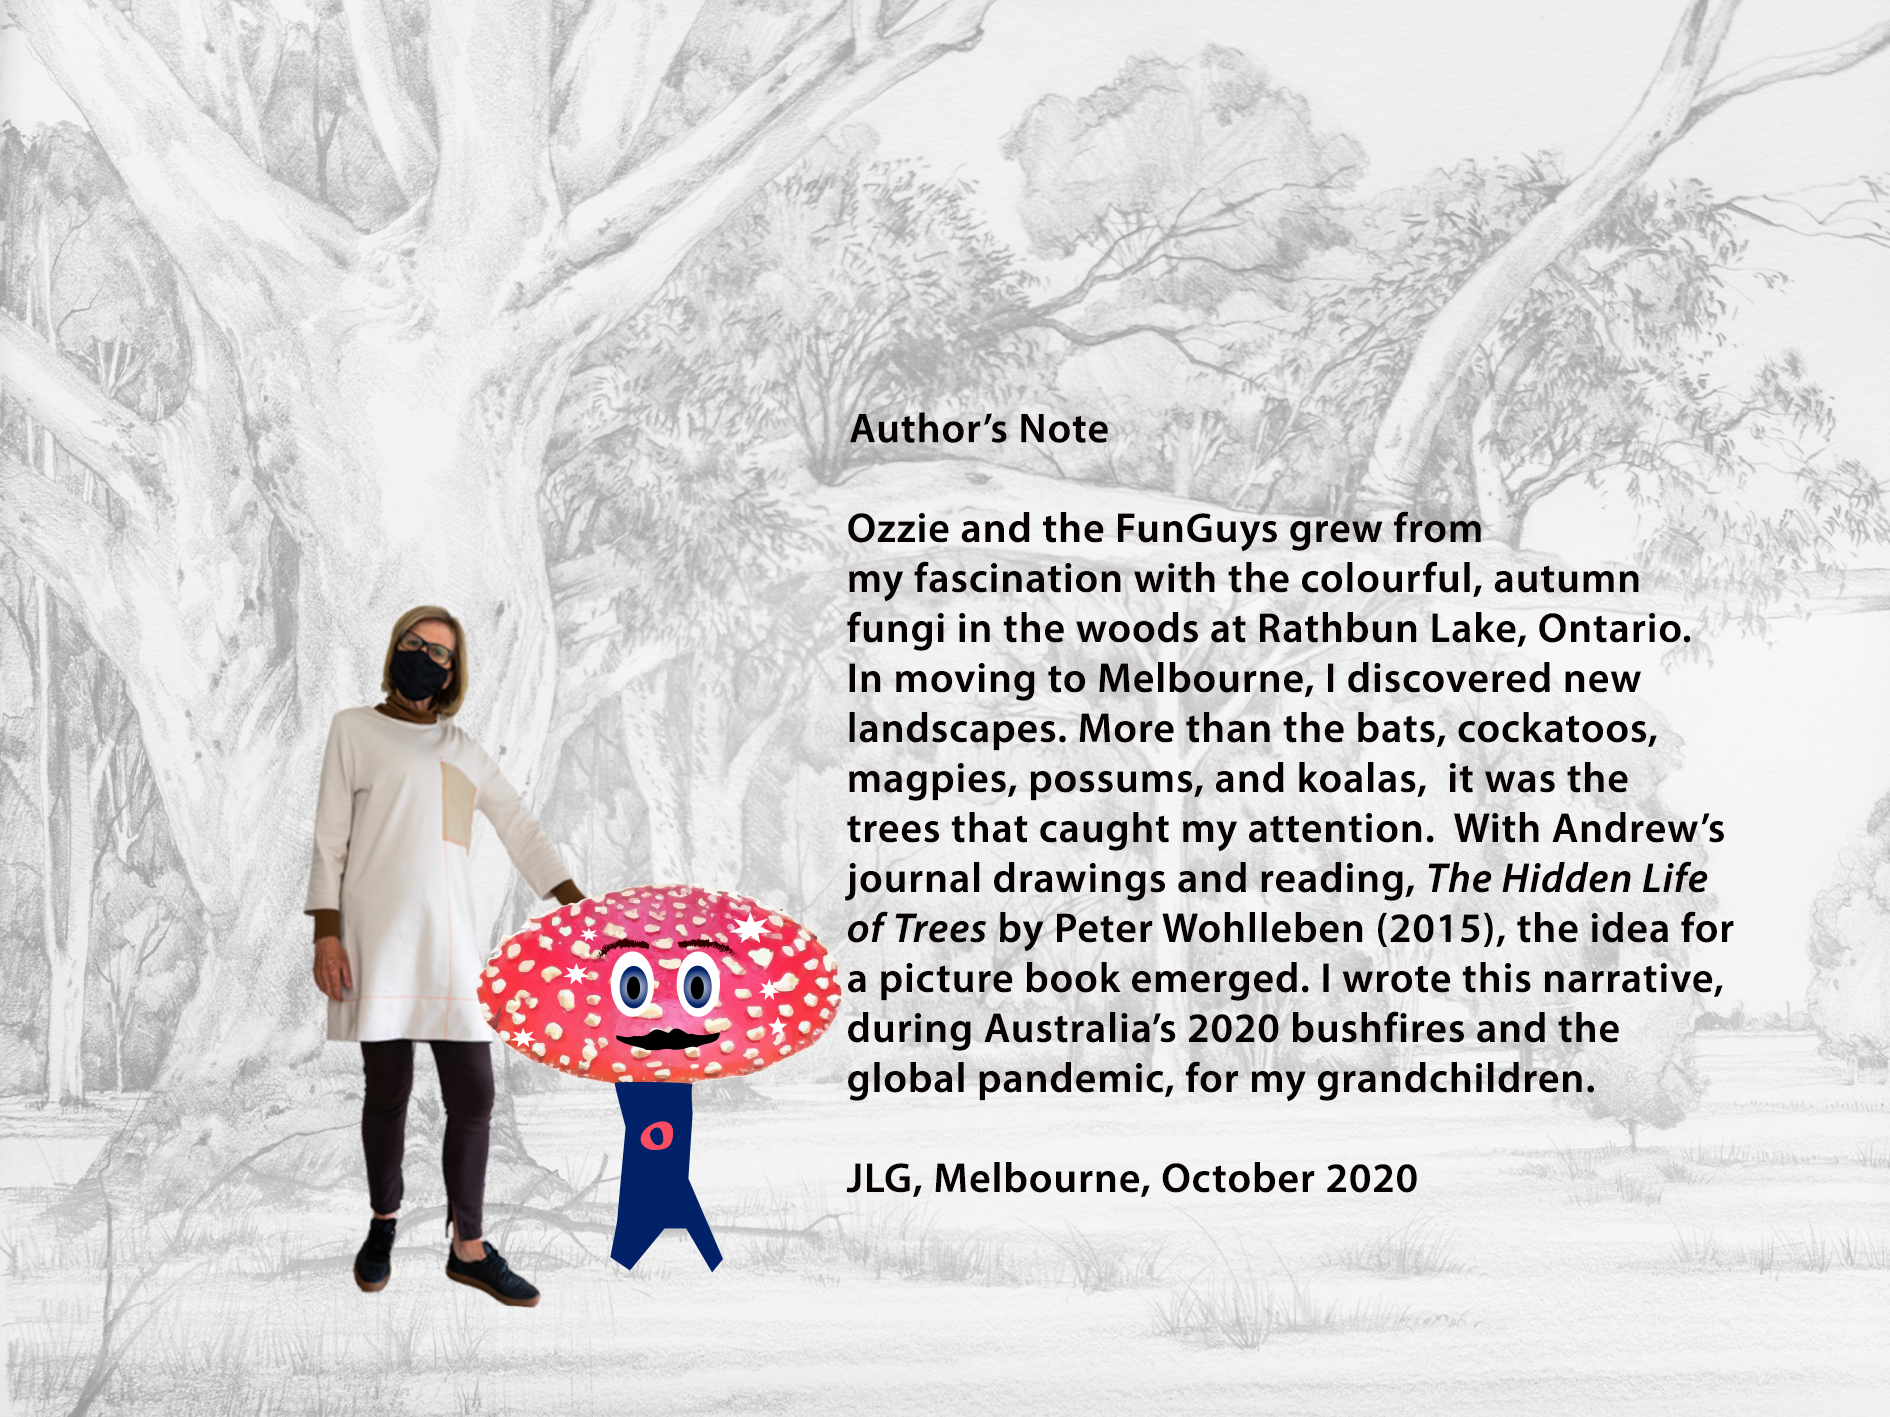 Author’s Note
Ozzie and the FunGuys grew from
my fascination with the colourful, autumn
fungi in the woods at Rathbun Lake, Ontario.
In moving to Melbourne, I discovered new
landscapes. More than the bats, cockatoos,
magpies, possums, and koalas,  it was the
trees that caught my attention.  With Andrew’s
journal drawings and reading, The Hidden Life
of Trees by Peter Wohlleben (2015), the idea for
a picture book emerged. I wrote this narrative,
during Australia’s 2020 bushfires and the
global pandemic, for my grandchildren.
JLG, Melbourne, October 2020
O